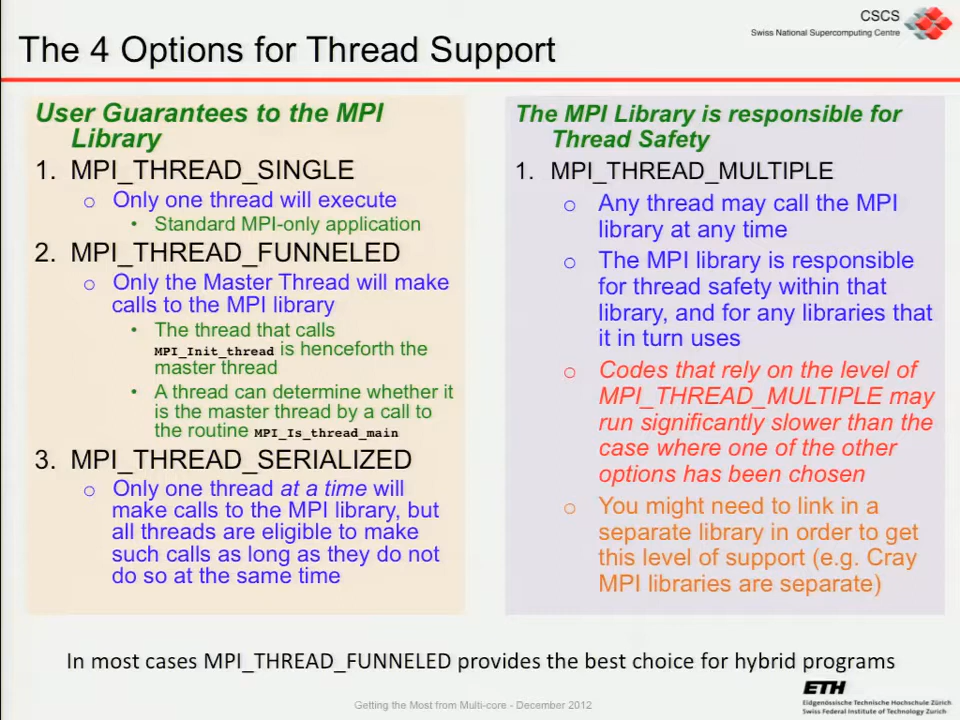 CSCS
Swiss National Supercomputing Centre
The 4 Options for Thread Support
User Guarantees to the MPI
Library
1. MPI_THREAD_SINGLE
o Only one thread will execute
• Standard MPI-only application
2. MPI_THREAD_FUNNELED
o Only the Master Thread will make
calls to the MPI library
• The thread that calls
MPI_Init_thread is henceforth the
master thread
• A thread can determine whether it
is the master thread by a call to
the routine MPI_Is_thread_main
3. MPI_THREAD_SERIALIZED
o Only one thread at a time will
make calls to the MPI library, but
all threads are eligible to make
such calls as long as they do not
do so at the same time
The MPI Library is responsible for
Thread Safety
1. MPI_THREAD_MULTIPLE
o Any thread may call the MPI
library at any time
o The MPI library is responsible
for thread safety within that
library, and for any libraries that
it in turn uses
o Codes that rely on the level of
MPI_THREAD_MULTIPLE may
run significantly slower than the
case where one of the other
options has been chosen
o You might need to link in a
separate library in order to get
this level of support (e.g. Cray
MPI libraries are separate)
In most cases MPI_THREAD_FUNNELED provides the best choice for hybrid programs
Getting the Most from Multi-core - December 2012
ETH
Eidgenössische Technische Hochschule Zürich
Swiss Federal Institute of Technology Zurich